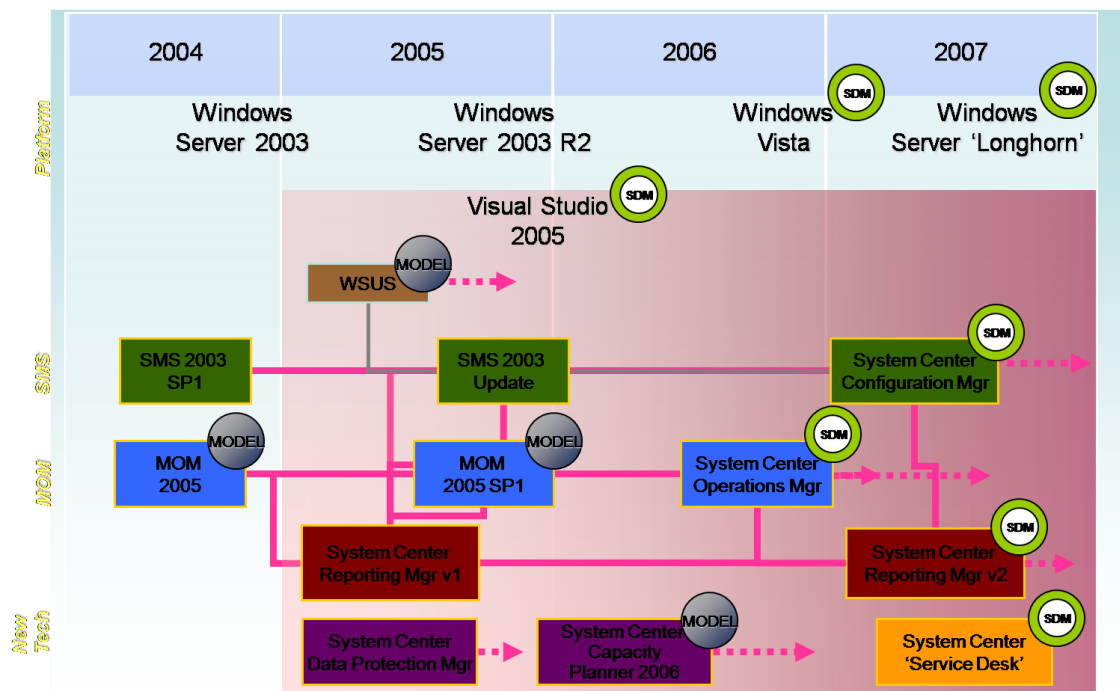 2004
2005
2006
2007
Platform
Windows
Server 2003
Windows
Server 2003 R2
Windows
Vista
SDM
Windows
Server ‘Longhorn’
SDM
Visual Studio
2005
SDM
WSUS
MODEL
SMS
SMS 2003
SP1
SMS 2003
Update
System Center
Configuration Mgr
SDM
MOM
MOM
2005
MODEL
MOM
2005 SP1
MODEL
System Center
Operations Mgr
SDM
System Center
Reporting Mgr v1
System Center
Reporting Mgr v2
SDM
New
Tech
System Center
Data Protection Mgr
System Center
Capacity
Planner 2006
MODEL
System Center
‘Service Desk’
SDM